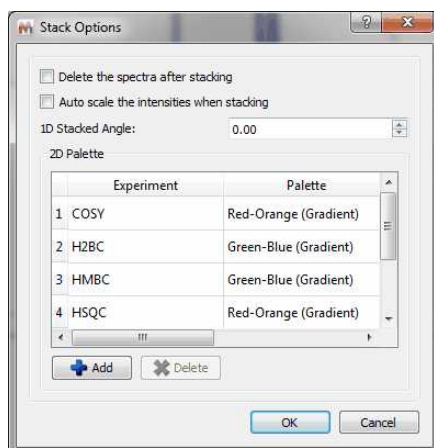 Stack Options
Delete the spectra after stacking
Auto scale the intensities when stacking
1D Stacked Angle: 0.00
2D Palette
Experiment Palette
1 COSY Red-Orange (Gradient)
2 H2BC Green-Blue (Gradient)
3 HMBC Green-Blue (Gradient)
4 HSQC Red-Orange (Gradient)
Add Delete
OK Cancel